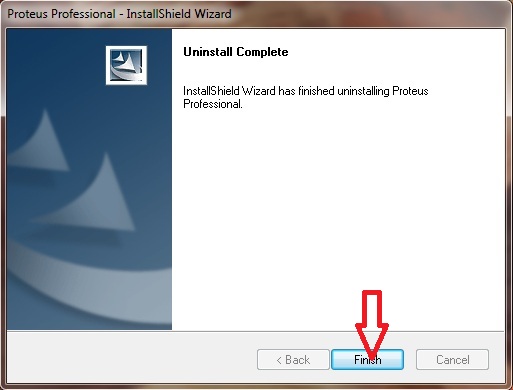 Proteus Professional - InstallShield Wizard
Uninstall Complete
InstallShield Wizard has finished uninstalling Proteus
Professional.
< Back
Finish
Cancel